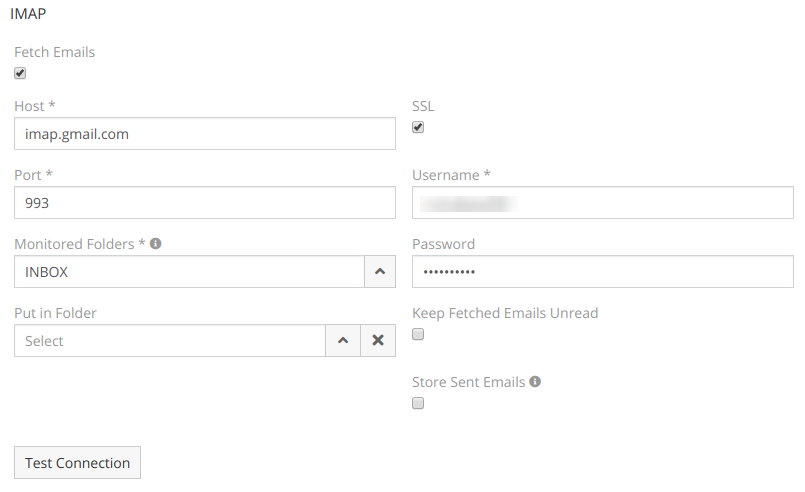 IMAP
Fetch Emails
Host *
SSL
imap.gmail.com
Port *
Username *
993
Monitored Folders *
Password
INBOX
••••••••••
Put in Folder
Keep Fetched Emails Unread
Select
Store Sent Emails
Test Connection